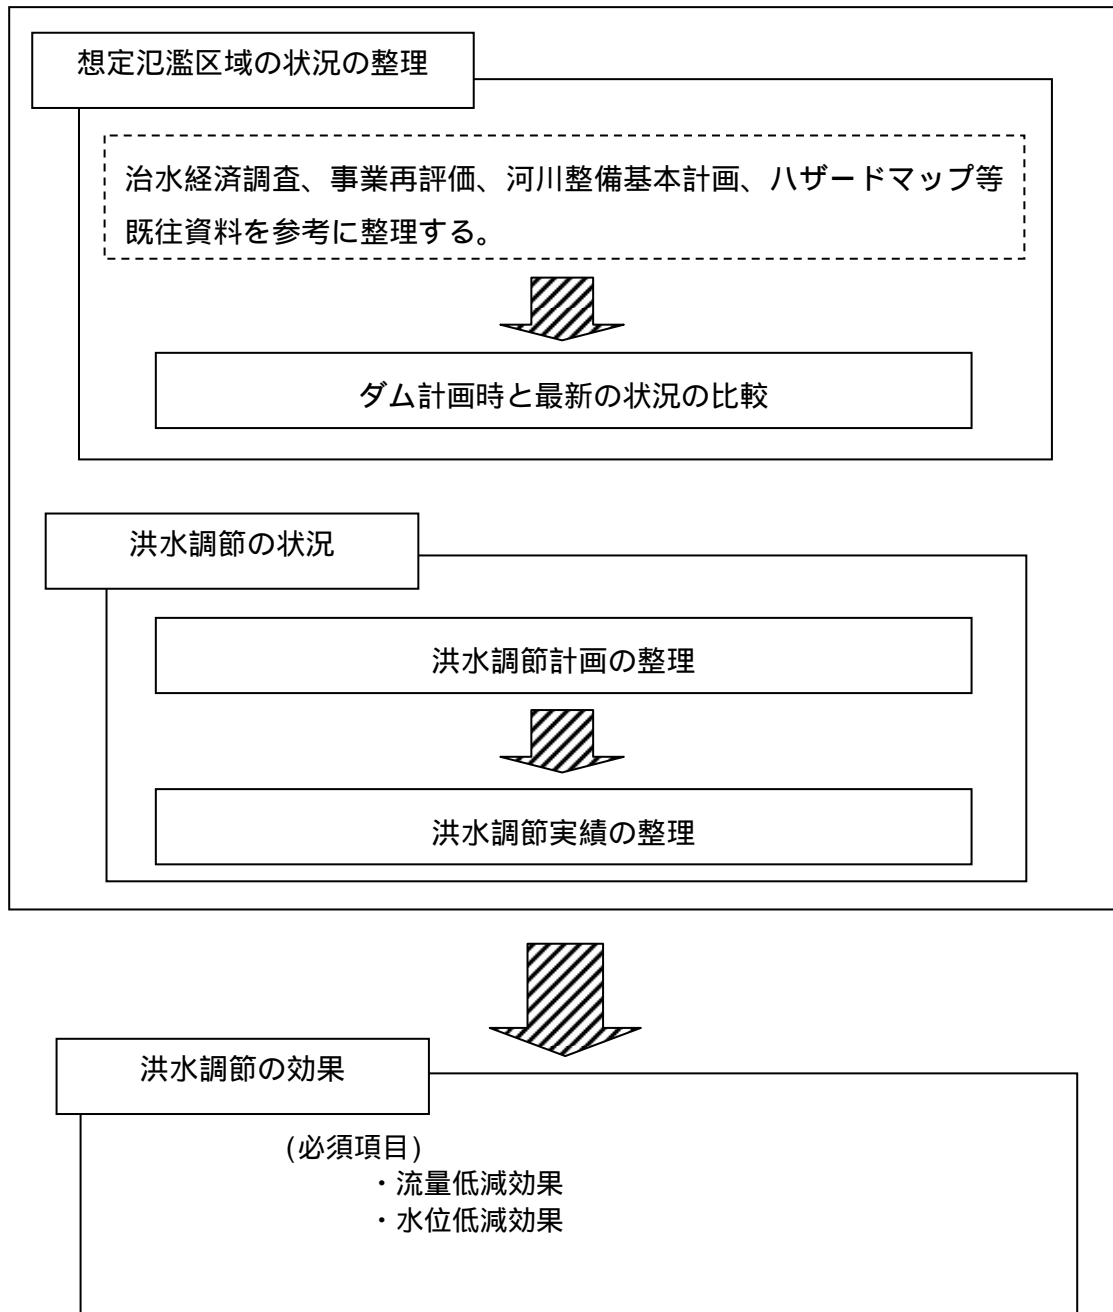 想定氾濫区域の状況の整理
治水経済調査、事業再評価、河川整備基本計画、ハザードマップ等
既往資料を参考に整理する。
ダム計画時と最新の状況の比較
洪水調節の状況
洪水調節計画の整理
洪水調節実績の整理
洪水調節の効果
(必須項目)
・流量低減効果
・水位低減効果